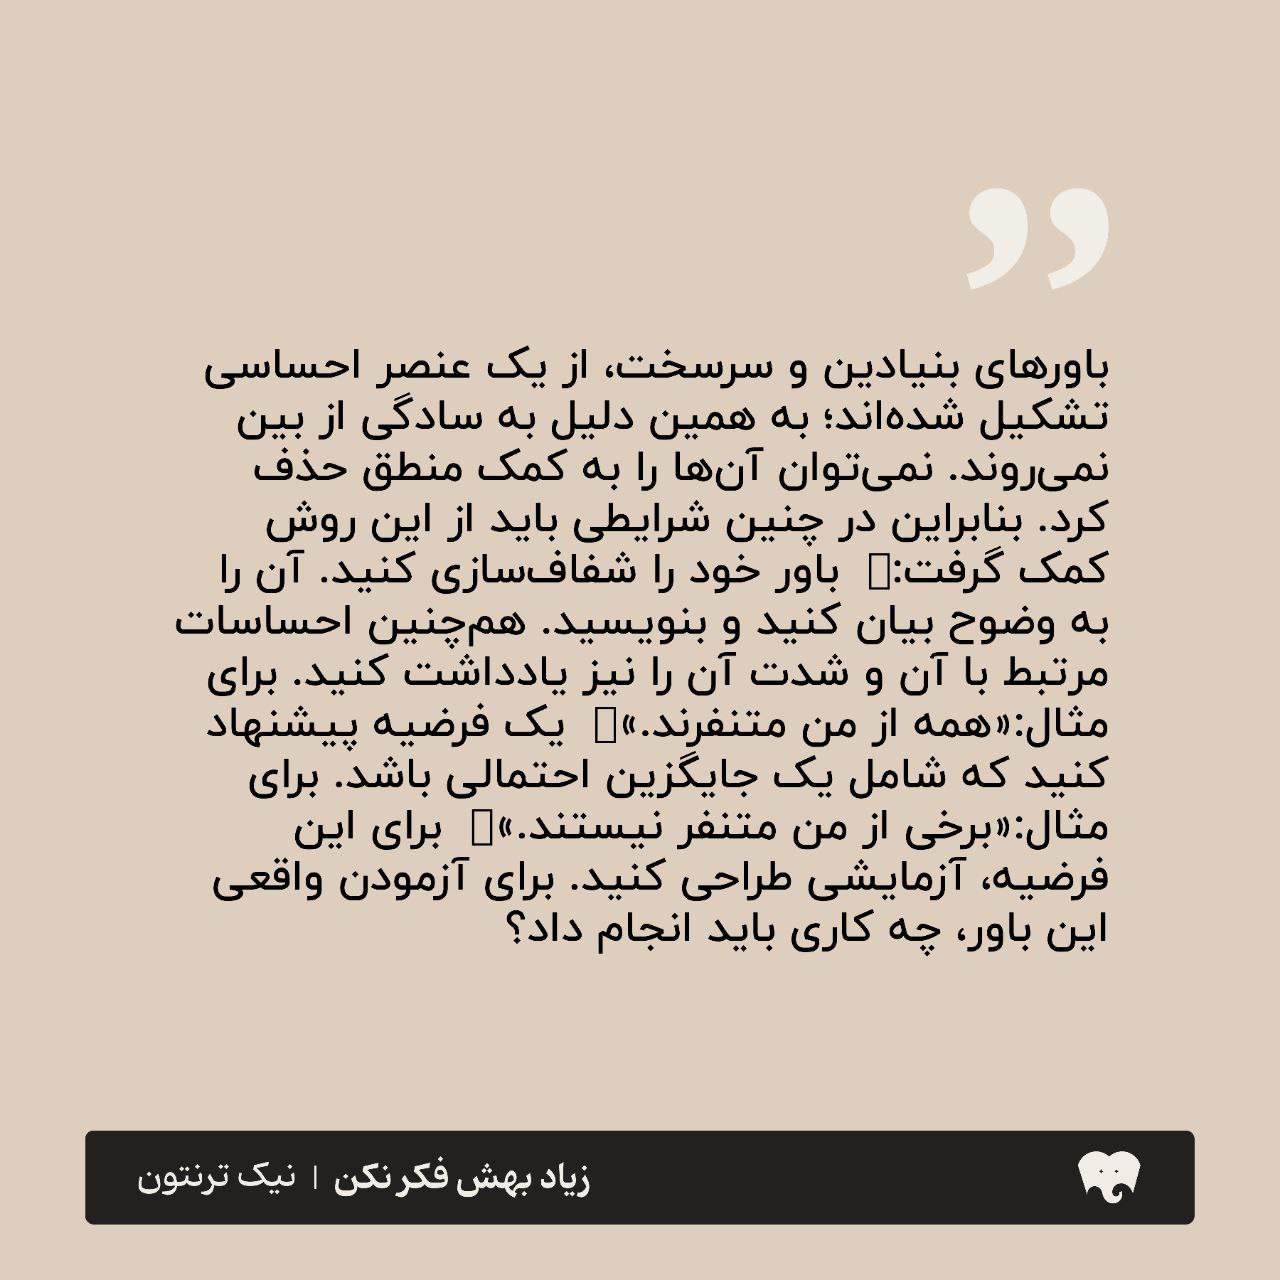 باورهای بنیادین و سرسخت، از یک عنصر احساسی
تشکیل شده‌اند؛ به همین دلیل به سادگی از بین
نمی‌روند. نمی‌توان آن‌ها را به کمک منطق حذف
کرد. بنابراین در چنین شرایطی باید از این روش
کمک گرفت: باور خود را شفاف‌سازی کنید. آن را
به وضوح بیان کنید و بنویسید. هم‌چنین احساسات
مرتبط با آن و شدت آن را نیز یادداشت کنید. برای
مثال:«همه از من متنفرند.» یک فرضیه پیشنهاد
کنید که شامل یک جایگزین احتمالی باشد. برای
مثال:«برخی از من متنفر نیستند.» برای این
فرضیه، آزمایشی طراحی کنید. برای آزمودن واقعی
این باور، چه کاری باید انجام داد؟
زیاد بهش فکر نکن | نیک ترنتون